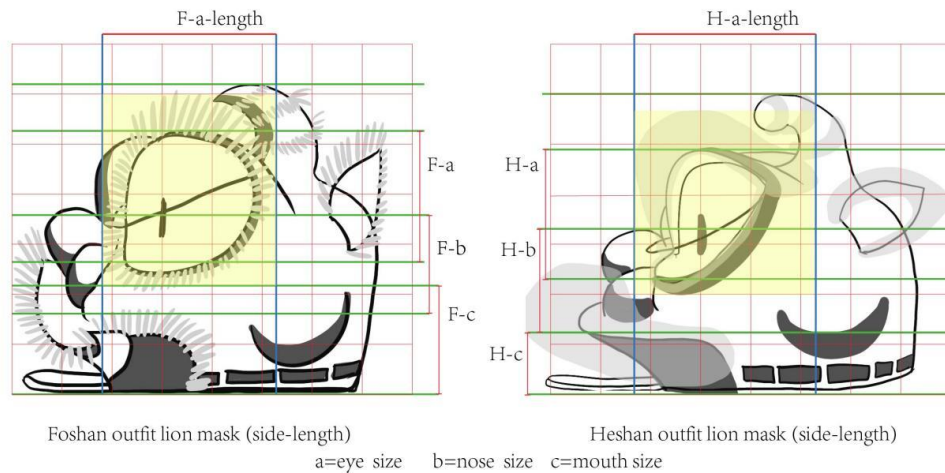 F-a-length
H-a-length
F-a
F-b
F-c
H-a
H-b
H-c
Foshan outfit lion mask (side-length)
Heshan outfit lion mask (side-length)
a=eye size b=nose size c=mouth size